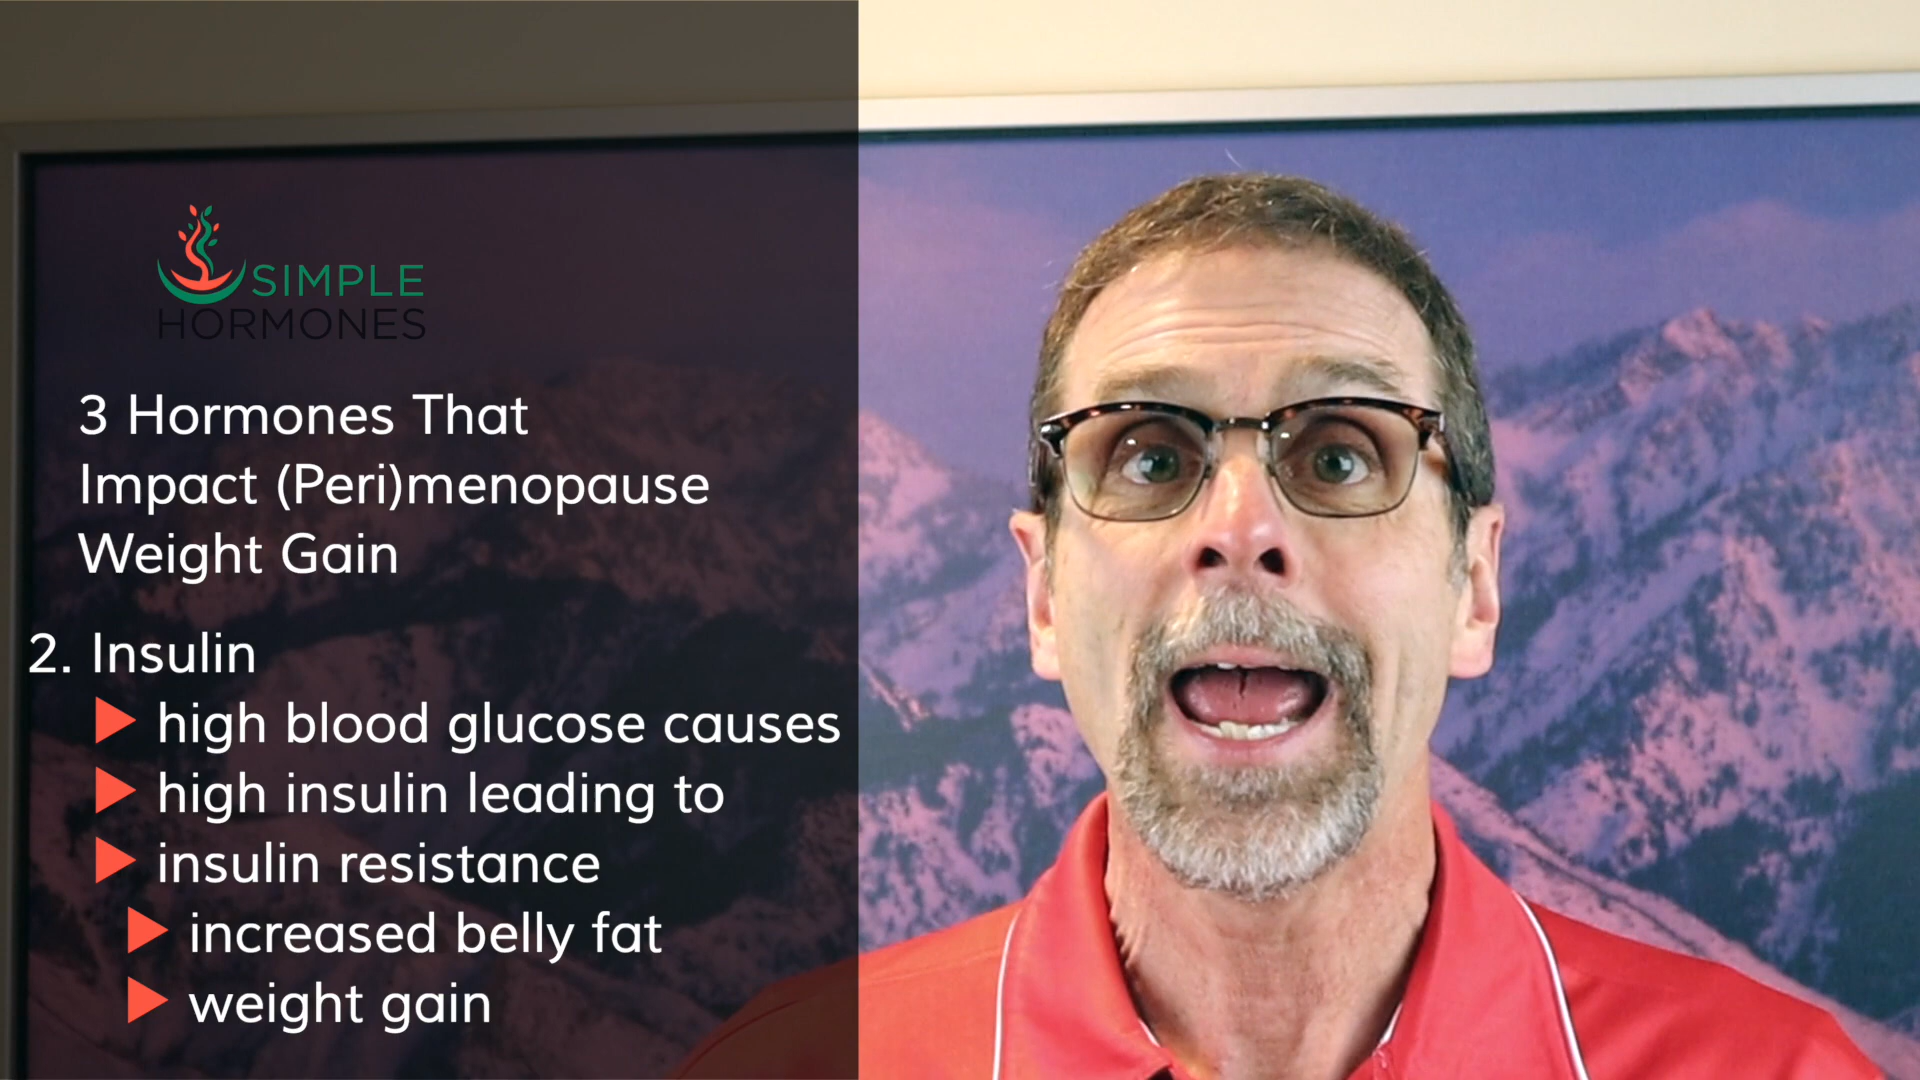 SIMPLE
HORMONES
3 Hormones That
Impact (Peri)menopause
Weight Gain
2. Insulin
high blood glucose causes
high insulin leading to
insulin resistance
increased belly fat
weight gain